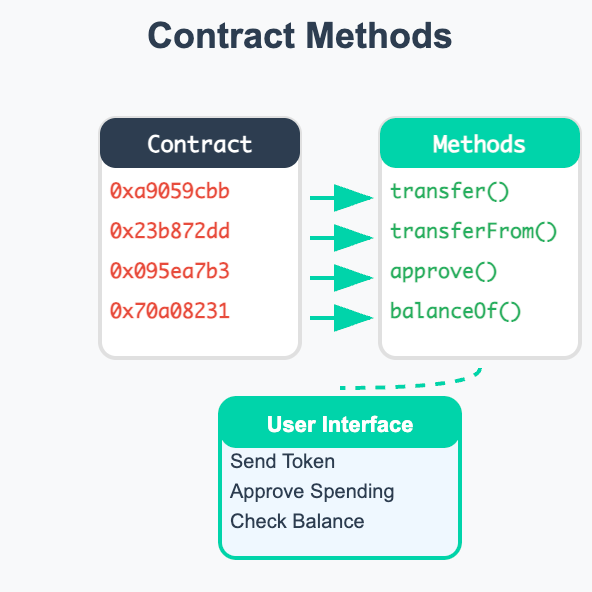 Contract Methods
Contract
0xa9059cbb
0x23b872dd
0x095ea7b3
0x70a08231
Methods
transfer()
transferFrom()
approve()
balanceOf()
User Interface
Send Token
Approve Spending
Check Balance